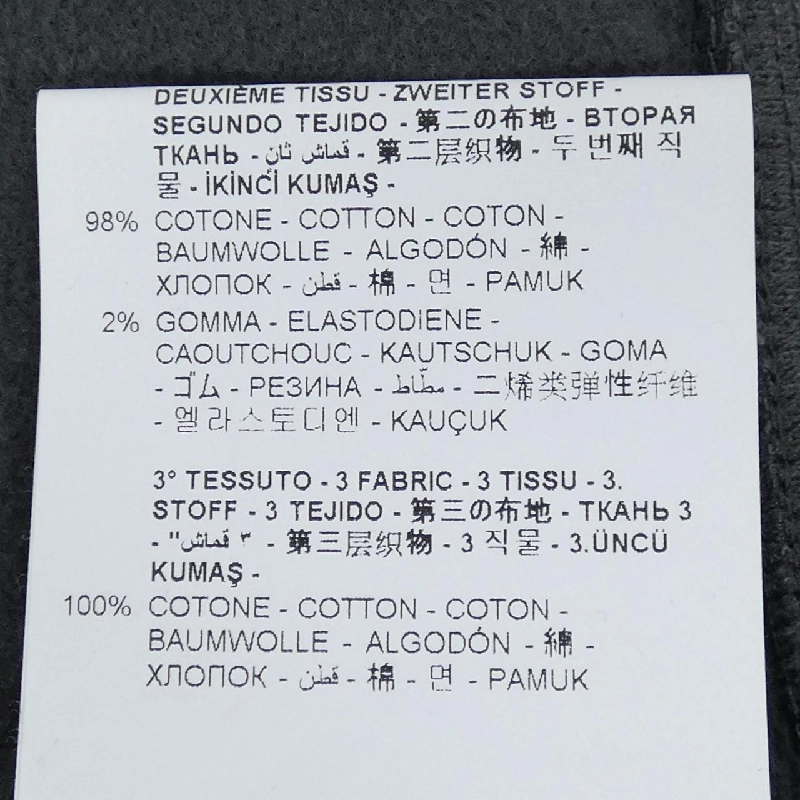 DEUXIÈME TISSU - ZWEITER STOFF -
SEGUNDO TEJIDO - 第二の布地 - ВТОРАЯ
ТКАНЬ - قماش ثانٍ - 第二层织物 - 두 번째 직
물 - İKİNCİ KUMAŞ -
98% COTONE - COTTON - COTON -
BAUMWOLLE - ALGODÓN - 綿 -
ХЛОПОК - قطن - 棉 - 면 - PAMUK
2% GOMMA - ELASTODIENE -
CAOUTCHOUC - KAUTSCHUK - GOMA
- ゴム - РЕЗИНА - مطّاط - 二烯类弹性纤维
- 엘라스토디엔 - KAUÇUK
3° TESSUTO - 3 FABRIC - 3 TISSU - 3.
STOFF - 3 TEJIDO - 第三の布地 - ТКАНЬ 3
- "قماش ٣ - 第三层织物 - 3 직물 - 3.ÜNCÜ
KUMAŞ -
100% COTONE - COTTON - COTON -
BAUMWOLLE - ALGODÓN - 綿 -
ХЛОПОК - قطن - 棉 - 면 - PAMUK